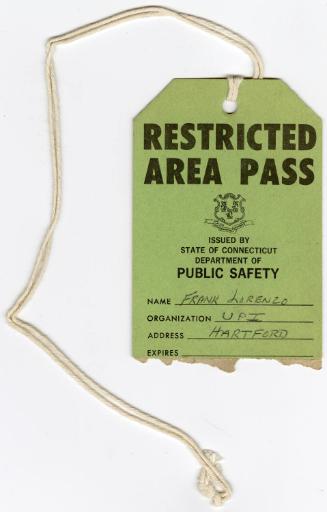 RESTRICTED
AREA PASS
ISSUED BY
STATE OF CONNECTICUT
DEPARTMENT OF
PUBLIC SAFETY
NAME FRANK LORENZO
ORGANIZATION UPI
ADDRESS HARTFORD
EXPIRES